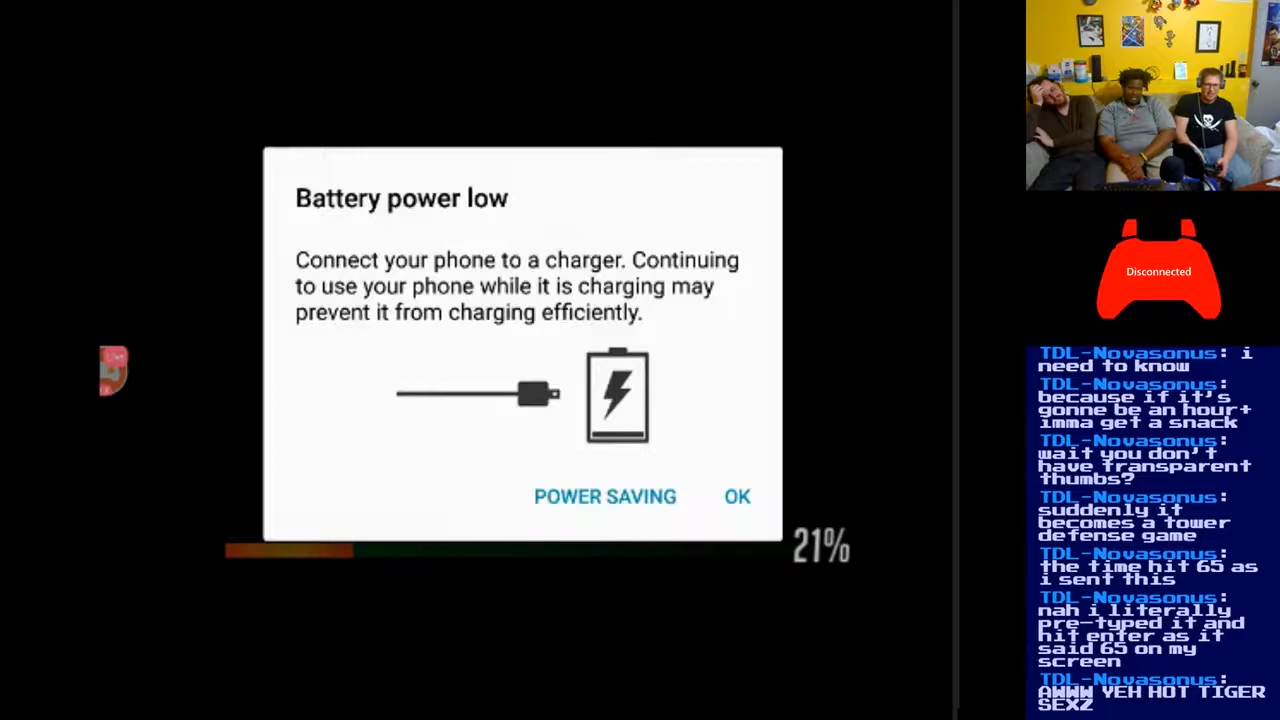 Battery power low
Connect your phone to a charger. Continuing
to use your phone while it is charging may
prevent it from charging efficiently.
POWER SAVING OK
21%
Disconnected
TDL-Novasonus: i
need to know
TDL-Novasonus:
because if it's
gonne be an hour+
imma get a snack
TDL-Novasonus:
wait you don't
have transparent
thumbs?
TDL-Novasonus:
suddenly it
becomes a tower
defense game
TDL-Novasonus:
the time hit 65 as
i sent this
TDL-Novasonus:
nah i literally
pre-typed it and
hit enter as it
said 65 on my
screen
TDL-Novasonus:
AWWW YEH HOT TIGER
SEXZ